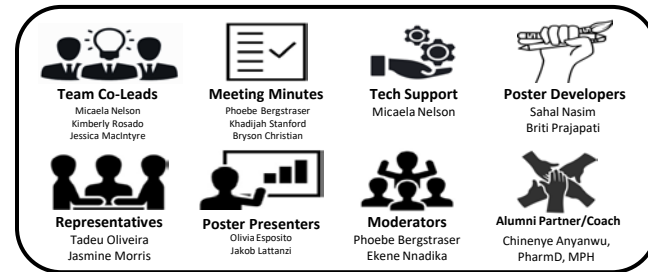 Team Co-Leads
Micaela Nelson
Kimberly Rosado
Jessica MacIntyre
Meeting Minutes
Phoebe Bergstraser
Khadijah Stanford
Bryson Christian
Tech Support
Micaela Nelson
Poster Developers
Sahal Nasim
Briti Prajapati
Representatives
Tadeu Oliveira
Jasmine Morris
Poster Presenters
Olivia Esposito
Jakob Lattanzi
Moderators
Phoebe Bergstraser
Ekene Nnadika
Alumni Partner/Coach
Chinenye Anyanwu,
PharmD, MPH